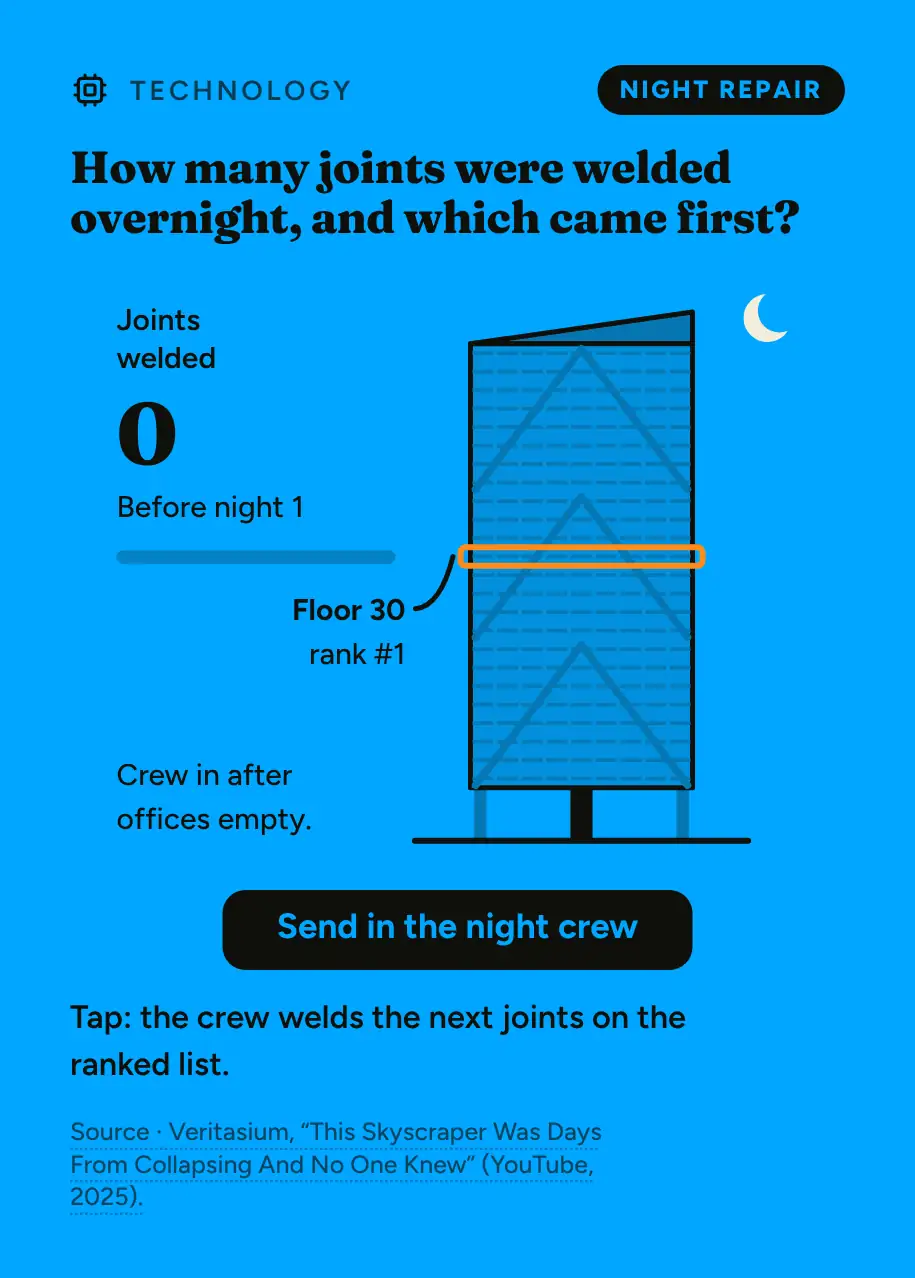 TECHNOLOGY
NIGHT REPAIR
How many joints were welded
overnight, and which came first?
Joints
welded
0
Before night 1
Floor 30
rank #1
Crew in after
offices empty.
Send in the night crew
Tap: the crew welds the next joints on the
ranked list.
Source · Veritasium, “This Skyscraper Was Days
From Collapsing And No One Knew” (YouTube,
2025).